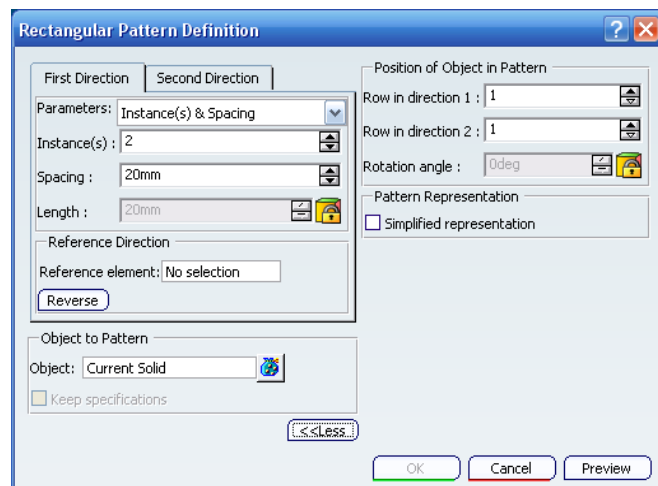 Rectangular Pattern Definition
First Direction
Second Direction
Parameters: Instance(s) & Spacing
Instance(s) : 2
Spacing : 20mm
Length : 20mm
Reference Direction
Reference element: No selection
Reverse
Object to Pattern
Object: Current Solid
Keep specifications
<<Less
Position of Object in Pattern
Row in direction 1 : 1
Row in direction 2 : 1
Rotation angle : 0deg
Pattern Representation
Simplified representation
OK
Cancel
Preview